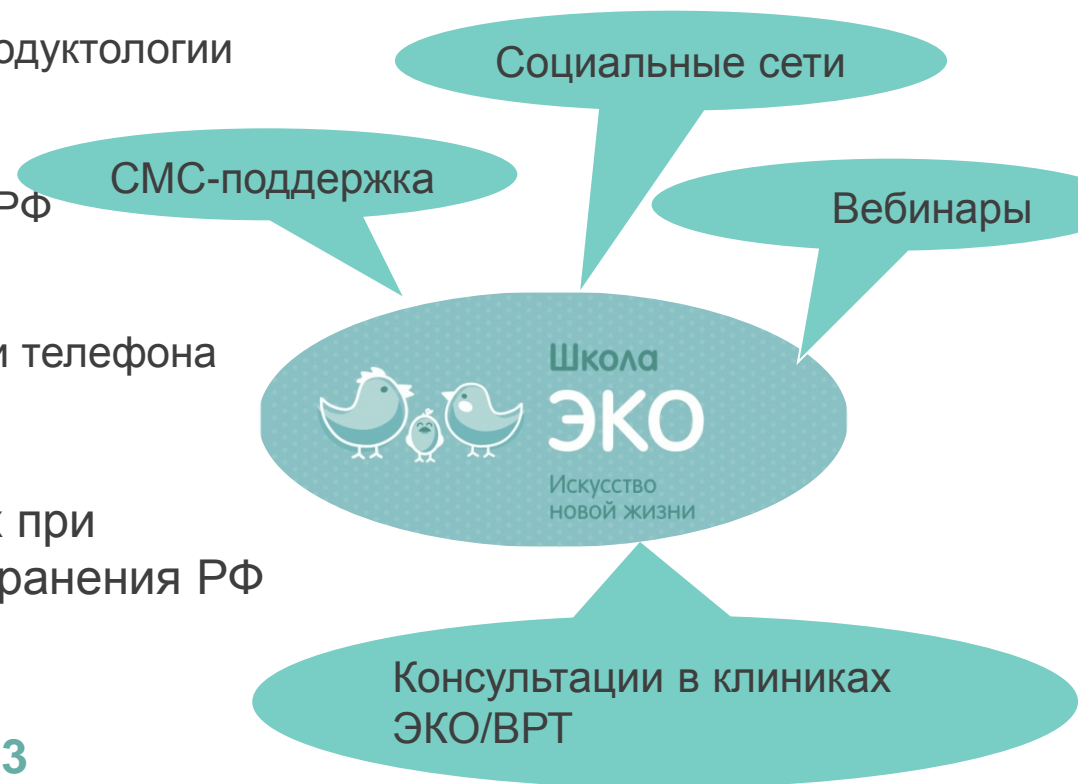 одуктологии
РФ
и телефона
х при
ранения РФ
3
Социальные сети
СМС-поддержка
Вебинары
Школа
ЭКО
Искусство
новой жизни
Консультации в клиниках
ЭКО/ВРТ